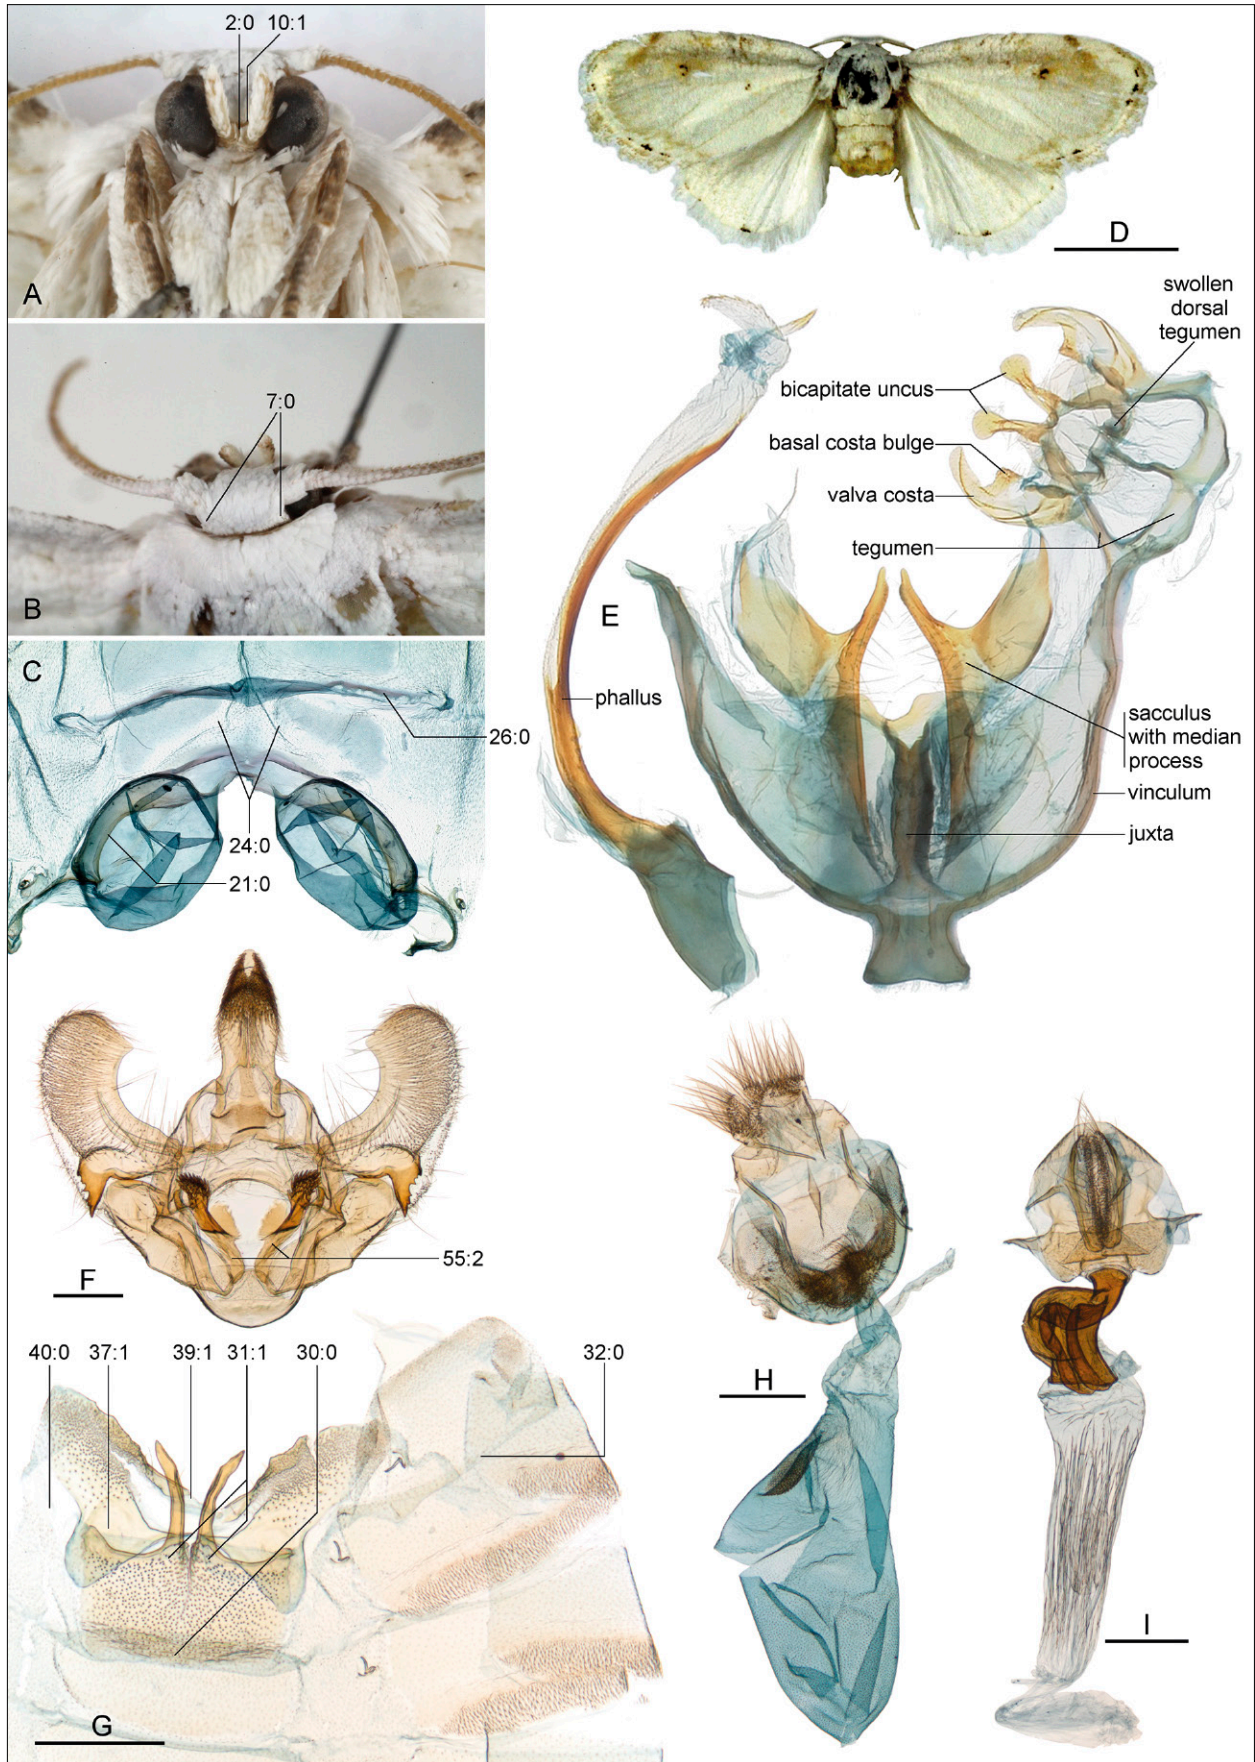 2:0 10:1
A
D
7:0
B
swollen
dorsal
tegumen
bicapitate uncus
basal costa bulge
valva costa
tegumen
E
phallus
sacculus
with median
process
vinculum
juxta
C
26:0
24:0
21:0
55:2
F
40:0 37:1 39:1 31:1 30:0 32:0
G
H
I